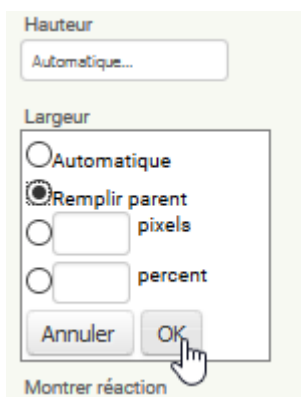 Hauteur
Automatique...
Largeur
Automatique
Remplir parent
pixels
percent
Annuler OK
Montrer réaction